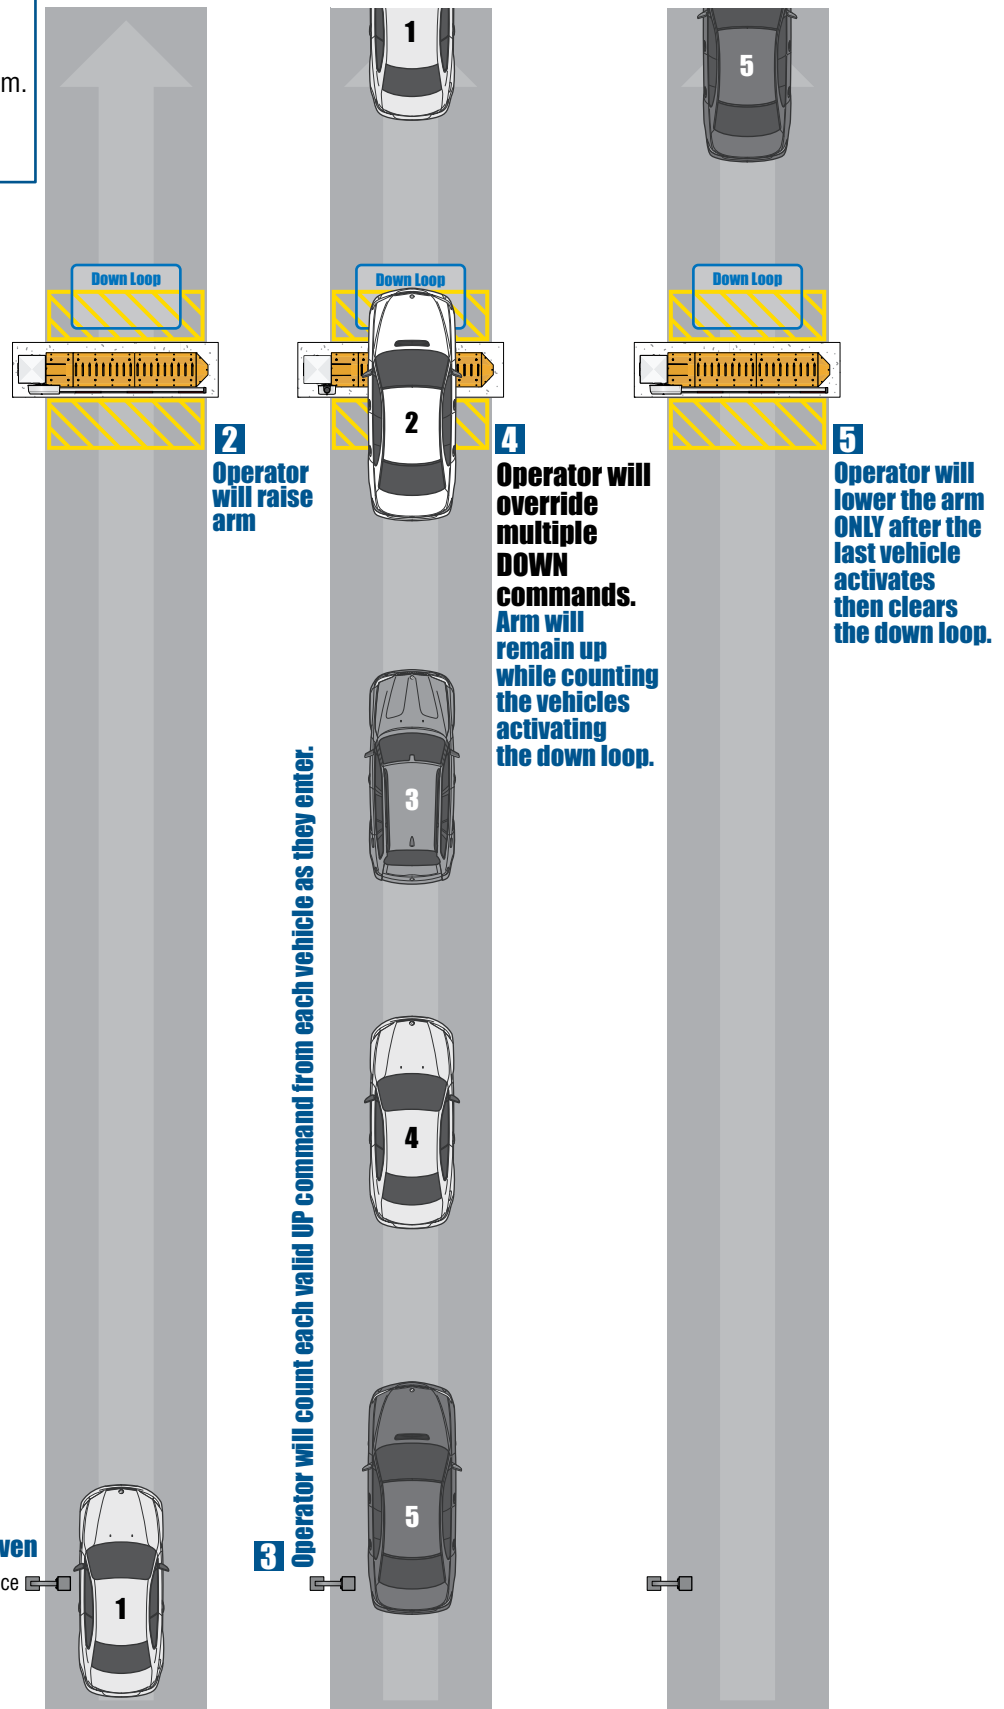 m.
1
5
Down Loop
Down Loop
Down Loop
2
2
Operator
will raise
arm
4
Operator will
override
multiple
DOWN
commands.
Arm will
remain up
while counting
the vehicles
activating
the down loop.
5
Operator will
lower the arm
ONLY after the
last vehicle
activates
then clears
the down loop.
3
4
5
3
Operator will count each valid UP command from each vehicle as they enter.
ven
ce
1